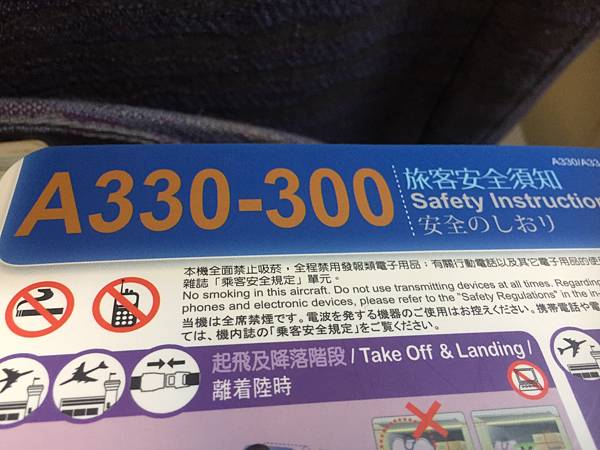 A330-300
旅客安全須知
Safety Instruction
安全のしおり
A330/A33
本機全面禁止吸菸，全程禁用發報類電子用品；有關行動電話以及其它電子用品的使
雜誌「乘客安全規定」單元。
No smoking in this aircraft. Do not use transmitting devices at all times. Regarding
phones and electronic devices, please refer to the "Safety Regulations" in the in-
当機は全席禁煙です。電波を発する機器のご使用はお控えください。携帯電話や電
ては、機内誌の「乗客安全規定」をご覧ください。
起飛及降落階段 / Take Off & Landing /
離着陸時